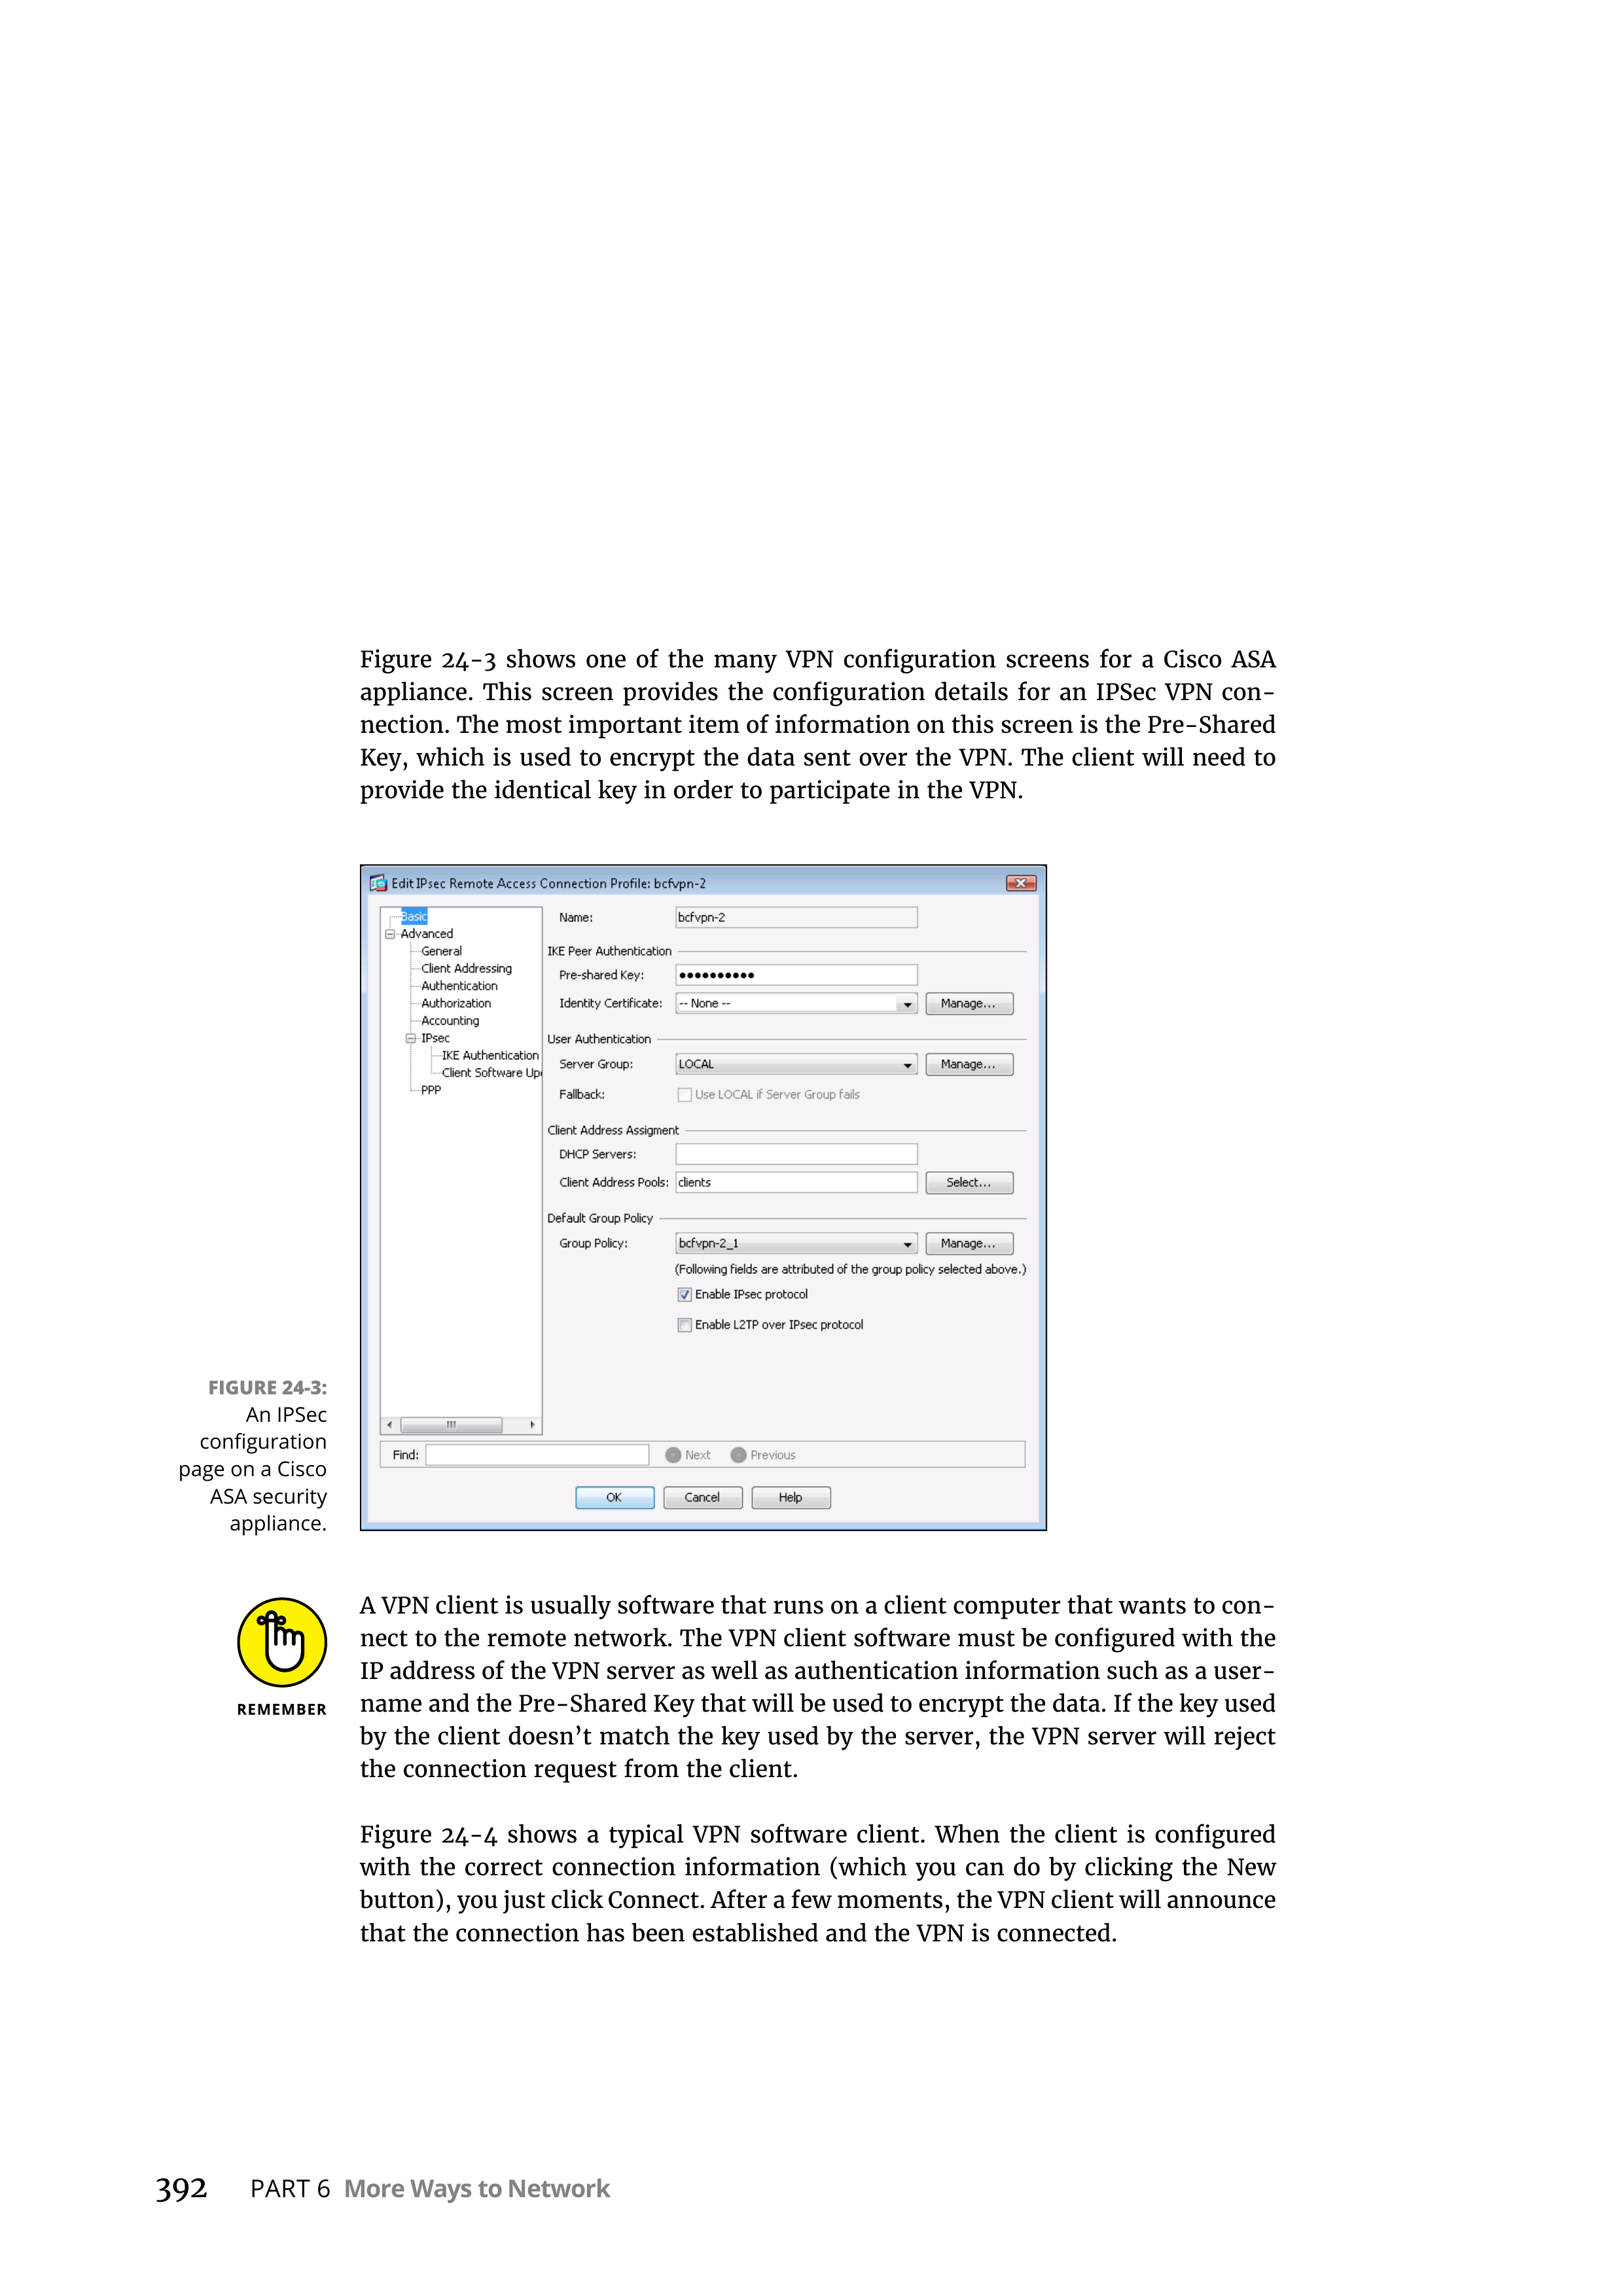 Figure 24-3 shows one of the many VPN configuration screens for a Cisco ASA
appliance. This screen provides the configuration details for an IPSec VPN con-
nection. The most important item of information on this screen is the Pre-Shared
Key, which is used to encrypt the data sent over the VPN. The client will need to
provide the identical key in order to participate in the VPN.
Edit IPsec Remote Access Connection Profile: bcfvpn-2
Basic
Advanced
General
Client Addressing
Authentication
Authorization
Accounting
IPsec
IKE Authentication
Client Software Up
PPP
Name: bcfvpn-2
IKE Peer Authentication
Pre-shared Key: ●●●●●●●●●●
Identity Certificate: -- None -- Manage...
User Authentication
Server Group: LOCAL Manage...
Fallback: Use LOCAL if Server Group fails
Client Address Assigment
DHCP Servers:
Client Address Pools: clients Select...
Default Group Policy
Group Policy: bcfvpn-2_1 Manage...
(Following fields are attributed of the group policy selected above.)
Enable IPsec protocol
Enable L2TP over IPsec protocol
Find: Next Previous
OK Cancel Help
FIGURE 24-3:
An IPSec
configuration
page on a Cisco
ASA security
appliance.
REMEMBER
A VPN client is usually software that runs on a client computer that wants to con-
nect to the remote network. The VPN client software must be configured with the
IP address of the VPN server as well as authentication information such as a user-
name and the Pre-Shared Key that will be used to encrypt the data. If the key used
by the client doesn’t match the key used by the server, the VPN server will reject
the connection request from the client.
Figure 24-4 shows a typical VPN software client. When the client is configured
with the correct connection information (which you can do by clicking the New
button), you just click Connect. After a few moments, the VPN client will announce
that the connection has been established and the VPN is connected.
392 PART 6 More Ways to Network